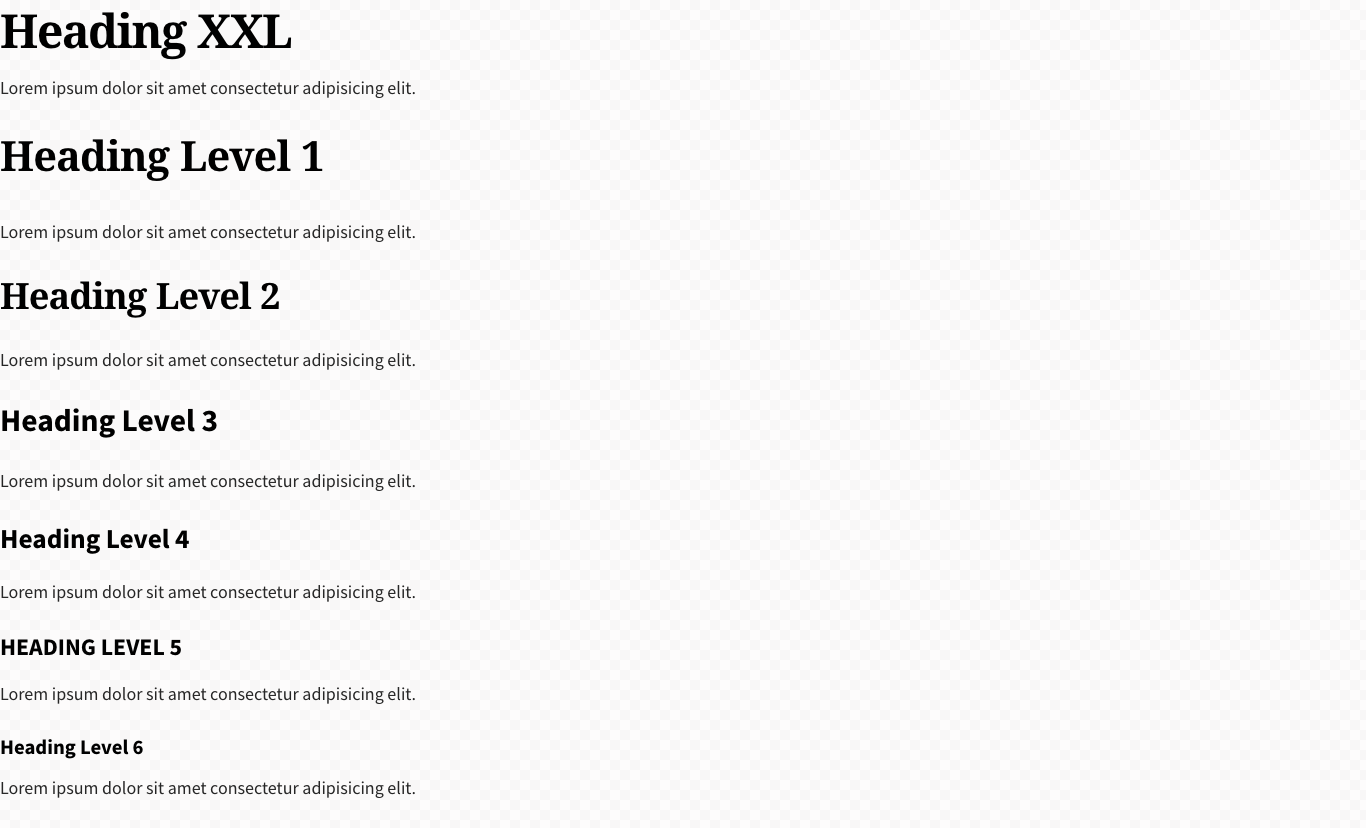 Heading XXL
Lorem ipsum dolor sit amet consectetur adipisicing elit.
Heading Level 1
Lorem ipsum dolor sit amet consectetur adipisicing elit.
Heading Level 2
Lorem ipsum dolor sit amet consectetur adipisicing elit.
Heading Level 3
Lorem ipsum dolor sit amet consectetur adipisicing elit.
Heading Level 4
Lorem ipsum dolor sit amet consectetur adipisicing elit.
HEADING LEVEL 5
Lorem ipsum dolor sit amet consectetur adipisicing elit.
Heading Level 6
Lorem ipsum dolor sit amet consectetur adipisicing elit.